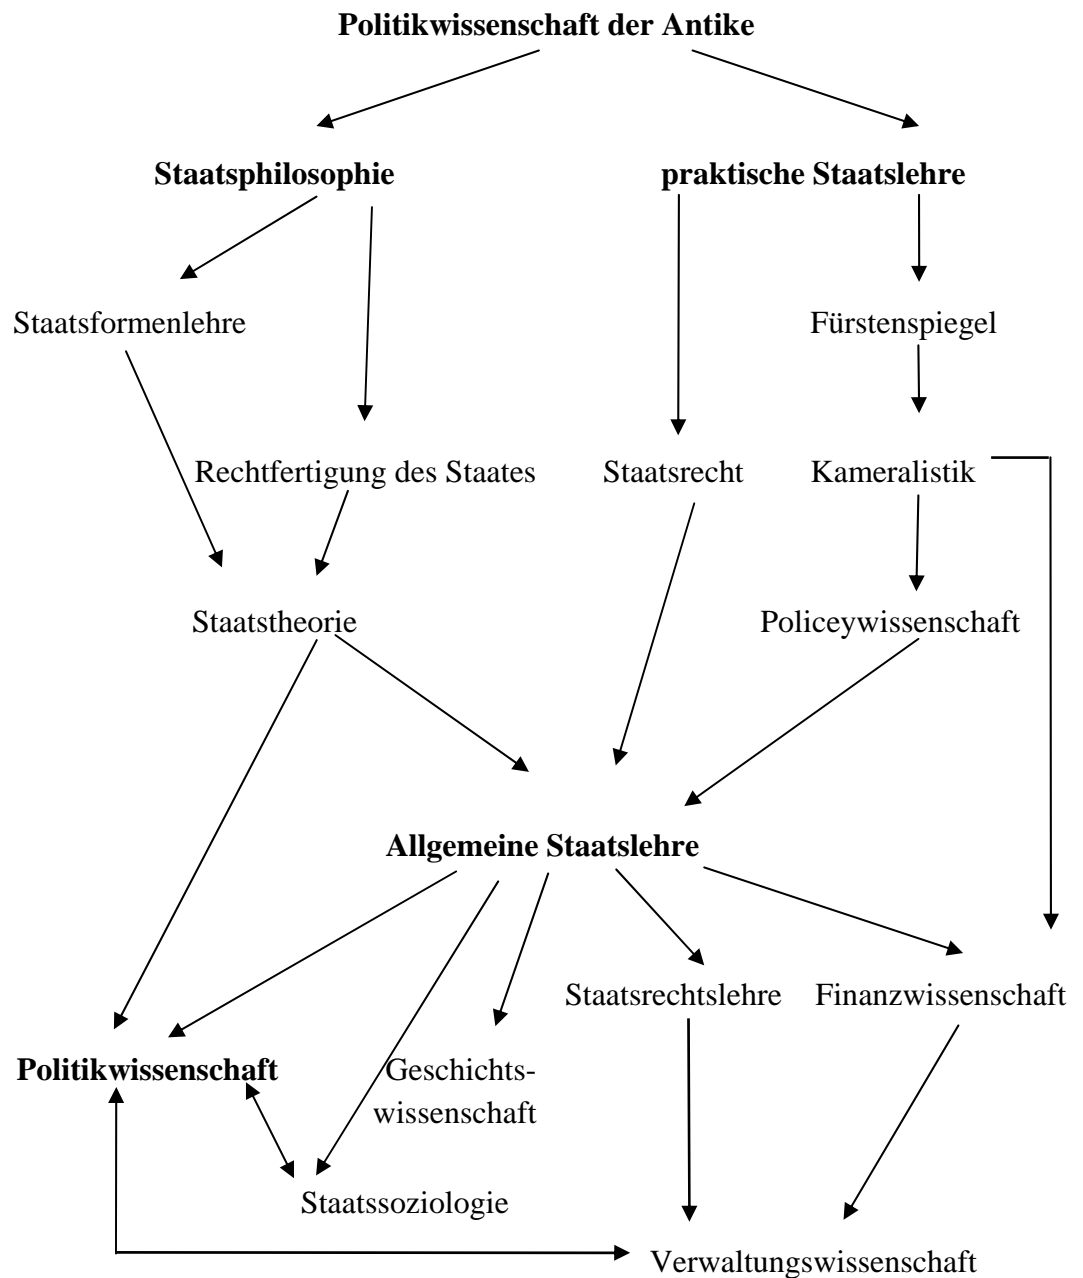 Politikwissenschaft der Antike
Staatsphilosophie
praktische Staatslehre
Staatsformenlehre
Fürstenspiegel
Rechtfertigung des Staates
Staatsrecht
Kameralistik
Staatstheorie
Policeywissenschaft
Allgemeine Staatslehre
Staatsrechtslehre
Finanzwissenschaft
Politikwissenschaft
Geschichts-
wissenschaft
Staatssoziologie
Verwaltungswissenschaft